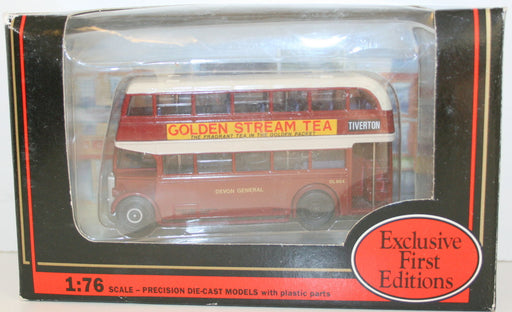 GOLDEN STREAM TEA
THE FRAGRANT TEA IN THE GOLDEN PACKET
TIVERTON
DEVON GENERAL
Exclusive
First
Editions
1:76 SCALE - PRECISION DIE-CAST MODELS with plastic parts